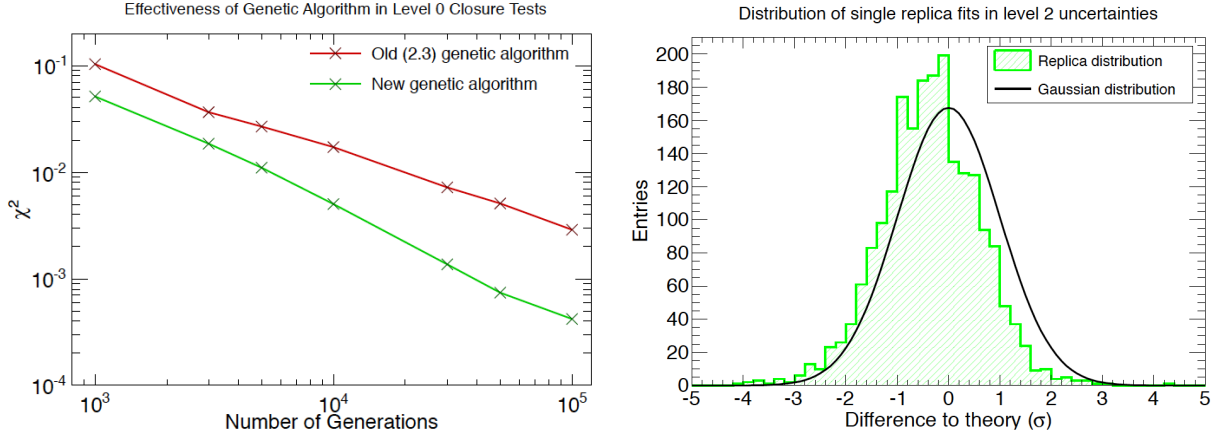 Effectiveness of Genetic Algorithm in Level 0 Closure Tests
Old (2.3) genetic algorithm
New genetic algorithm
χ²
10⁻¹
10⁻²
10⁻³
10⁻⁴
10³ 10⁴ 10⁵
Number of Generations
Distribution of single replica fits in level 2 uncertainties
Replica distribution
Gaussian distribution
Entries
200
180
160
140
120
100
80
60
40
20
0
-5 -4 -3 -2 -1 0 1 2 3 4 5
Difference to theory (σ)